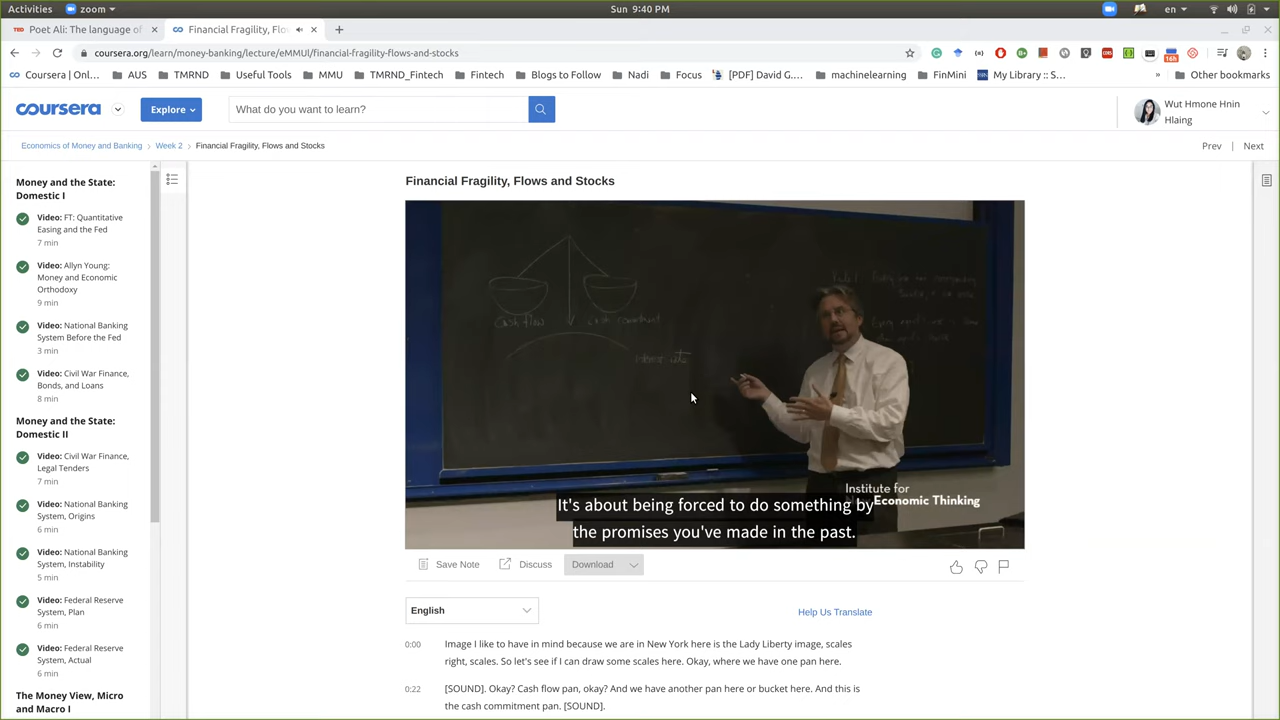 Activities
zoom
Sun 9:40 PM
en
Poet Ali: The language of
Financial Fragility, Flows and S
coursera.org/learn/money-banking/lecture/eMMUl/financial-fragility-flows-and-stocks
Coursera | Onl…
AUS
TMRND
Useful Tools
MMU
TMRND_Fintech
Fintech
Blogs to Follow
Nadi
Focus
[PDF] David G.…
machinelearning
FinMini
My Library :: S…
»
Other bookmarks
coursera
Explore
What do you want to learn?
Wut Hmone Hnin
Hlaing
Economics of Money and Banking > Week 2 > Financial Fragility, Flows and Stocks
Prev | Next
Money and the State:
Domestic I
Video: FT: Quantitative
Easing and the Fed
7 min
Video: Allyn Young:
Money and Economic
Orthodoxy
9 min
Video: National Banking
System Before the Fed
3 min
Video: Civil War Finance,
Bonds, and Loans
8 min
Money and the State:
Domestic II
Video: Civil War Finance,
Legal Tenders
7 min
Video: National Banking
System, Origins
6 min
Video: National Banking
System, Instability
5 min
Video: Federal Reserve
System, Plan
6 min
Video: Federal Reserve
System, Actual
6 min
The Money View, Micro
and Macro I
Financial Fragility, Flows and Stocks
Cash flow
Cash commitment
interest rate
Institute for
Economic Thinking
It's about being forced to do something by
the promises you've made in the past.
Save Note
Discuss
Download
English
Help Us Translate
0:00
Image I like to have in mind because we are in New York here is the Lady Liberty image, scales
right, scales. So let's see if I can draw some scales here. Okay, where we have one pan here.
0:22
[SOUND]. Okay? Cash flow pan, okay? And we have another pan here or bucket here. And this is
the cash commitment pan. [SOUND].